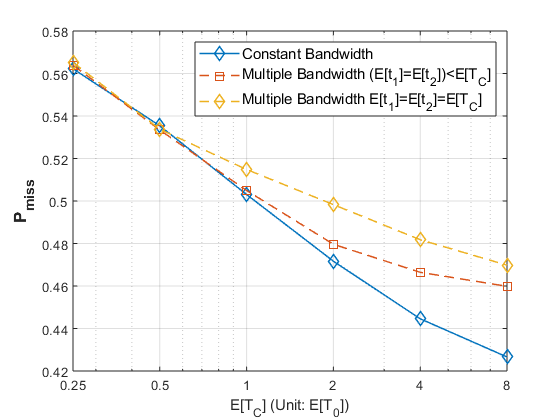 0.58
0.56
0.54
0.52
0.5
0.48
0.46
0.44
0.42
P_miss
Constant Bandwidth
Multiple Bandwidth (E[t_1]=E[t_2])<E[T_C]
Multiple Bandwidth E[t_1]=E[t_2]=E[T_C]
0.25 0.5 1 2 4 8
E[T_C] (Unit: E[T_0])